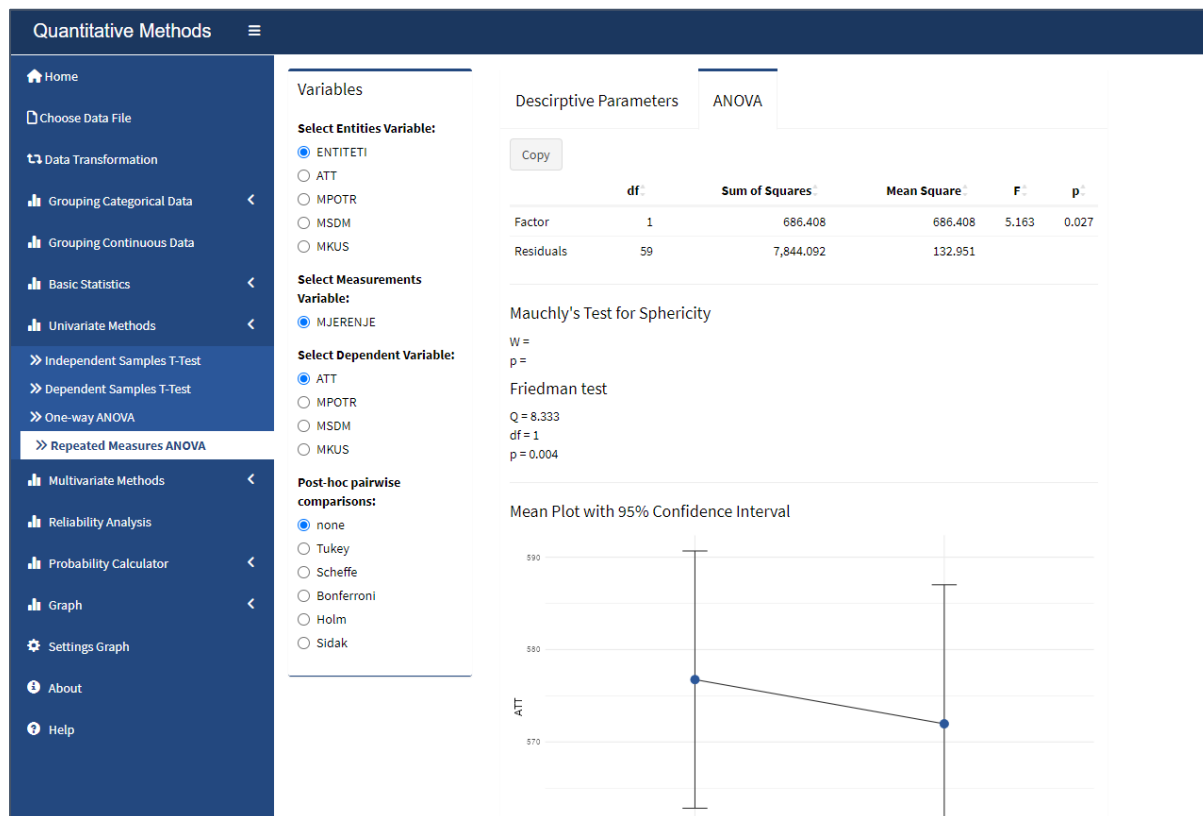 Quantitative Methods
Home
Choose Data File
Data Transformation
Grouping Categorical Data
Grouping Continuous Data
Basic Statistics
Univariate Methods
Independent Samples T-Test
Dependent Samples T-Test
One-way ANOVA
Repeated Measures ANOVA
Multivariate Methods
Reliability Analysis
Probability Calculator
Graph
Settings Graph
About
Help
Variables
Select Entities Variable:
ENTITETI
ATT
MPOTR
MSDM
MKUS
Select Measurements
Variable:
MJERENJE
Select Dependent Variable:
ATT
MPOTR
MSDM
MKUS
Post-hoc pairwise
comparisons:
none
Tukey
Scheffe
Bonferroni
Holm
Sidak
Descirptive Parameters ANOVA
Copy
df Sum of Squares Mean Square F p
Factor 1 686.408 686.408 5.163 0.027
Residuals 59 7,844.092 132.951
Mauchly's Test for Sphericity
W =
p =
Friedman test
Q = 8.333
df = 1
p = 0.004
Mean Plot with 95% Confidence Interval
590
580
570
ATT